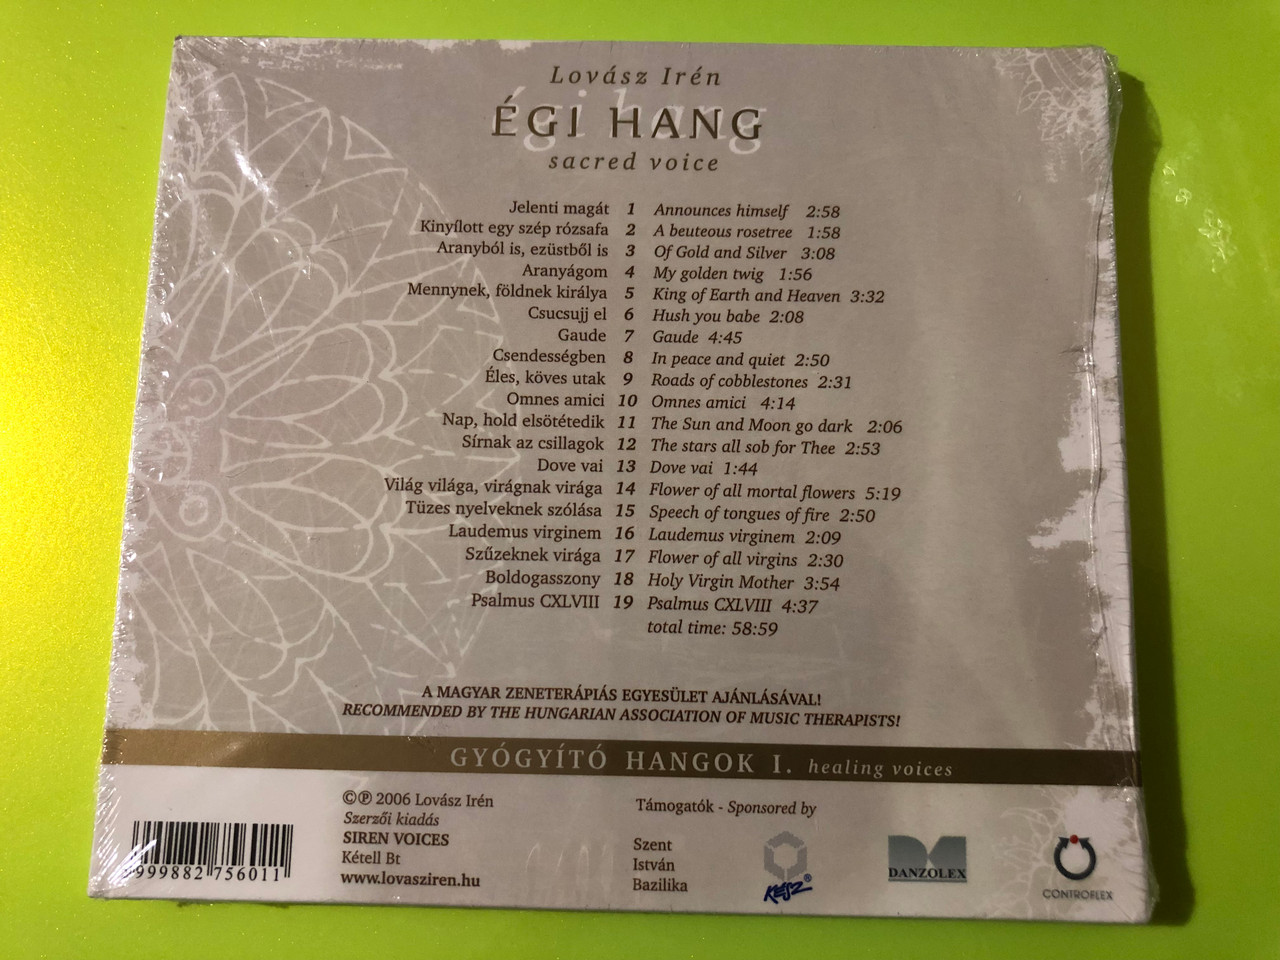 Lovász Irén
égi hang
ÉGI HANG
sacred voice
Jelenti magát 1 Announces himself 2:58
Kinyílott egy szép rózsafa 2 A beuteous rosetree 1:58
Aranyból is, ezüstből is 3 Of Gold and Silver 3:08
Aranyágom 4 My golden twig 1:56
Mennynek, földnek királya 5 King of Earth and Heaven 3:32
Csucsujj el 6 Hush you babe 2:08
Gaude 7 Gaude 4:45
Csendességben 8 In peace and quiet 2:50
Éles, köves utak 9 Roads of cobblestones 2:31
Omnes amici 10 Omnes amici 4:14
Nap, hold elsötétedik 11 The Sun and Moon go dark 2:06
Sírnak az csillagok 12 The stars all sob for Thee 2:53
Dove vai 13 Dove vai 1:44
Világ világa, virágnak virága 14 Flower of all mortal flowers 5:19
Tüzes nyelveknek szólása 15 Speech of tongues of fire 2:50
Laudemus virginem 16 Laudemus virginem 2:09
Szűzeknek virága 17 Flower of all virgins 2:30
Boldogasszony 18 Holy Virgin Mother 3:54
Psalmus CXLVIII 19 Psalmus CXLVIII 4:37
total time: 58:59
A MAGYAR ZENETERÁPIÁS EGYESÜLET AJÁNLÁSÁVAL!
RECOMMENDED BY THE HUNGARIAN ASSOCIATION OF MUSIC THERAPISTS!
GYÓGYÍTÓ HANGOK I. healing voices
©℗ 2006 Lovász Irén
Szerzői kiadás
SIREN VOICES
Kétell Bt
www.lovasziren.hu
Támogatók - Sponsored by
Szent
István
Bazilika
KÉSZ®
DANZOLEX
CONTROFLEX
5999882 756011